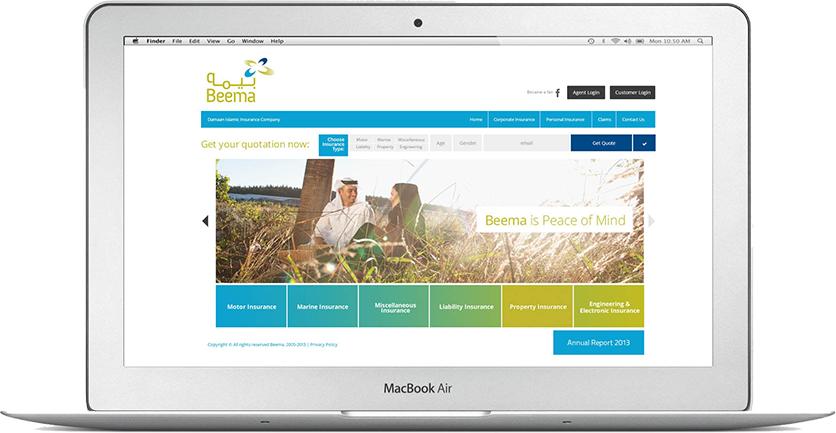 Finder File Edit View Go Window Help
Mon 10.50 AM
بيمه
Beema
Became a fan f
Agent Login
Customer Login
Damaan Islamic Insurance Company
Home
Corporate Insurance
Personal Insurance
Claims
Contact Us
Get your quotation now:
Choose
Insurance
Type:
Motor Marine Miscellaneous
Liability Property Engineering
Age
Gender
email
Get Quote
Beema is Peace of Mind
Motor Insurance
Marine Insurance
Miscellaneous
Insurance
Liability Insurance
Property Insurance
Engineering &
Electronic Insurance
Copyright © All rights reserved Beema. 2005-2013 | Privacy Policy
Annual Report 2013
MacBook Air